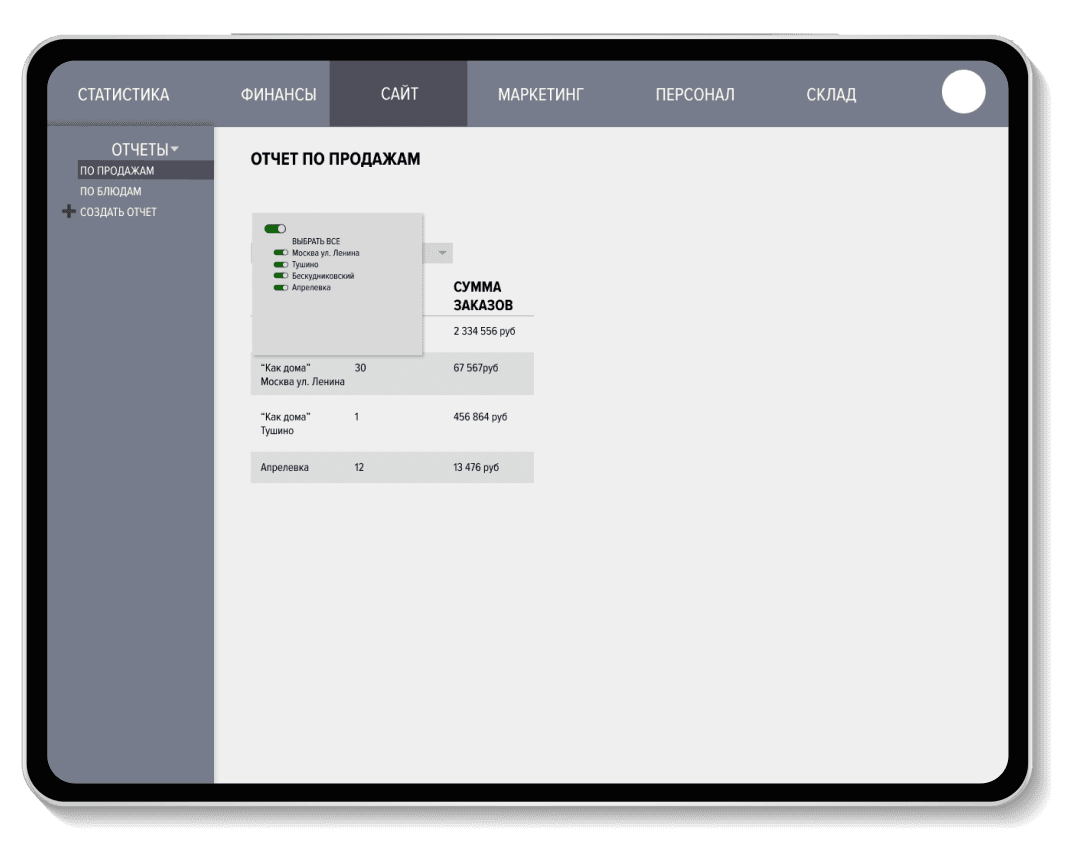 СТАТИСТИКА
ФИНАНСЫ
САЙТ
МАРКЕТИНГ
ПЕРСОНАЛ
СКЛАД
ОТЧЕТЫ
ПО ПРОДАЖАМ
ПО БЛЮДАМ
СОЗДАТЬ ОТЧЕТ
ОТЧЕТ ПО ПРОДАЖАМ
ВЫБРАТЬ ВСЕ
Москва ул. Ленина
Тушино
Бескудниковский
Апрелевка
СУММА
ЗАКАЗОВ
2 334 556 руб
“Как дома” 30 67 567руб
Москва ул. Ленина
“Как дома” 1 456 864 руб
Тушино
Апрелевка 12 13 476 руб